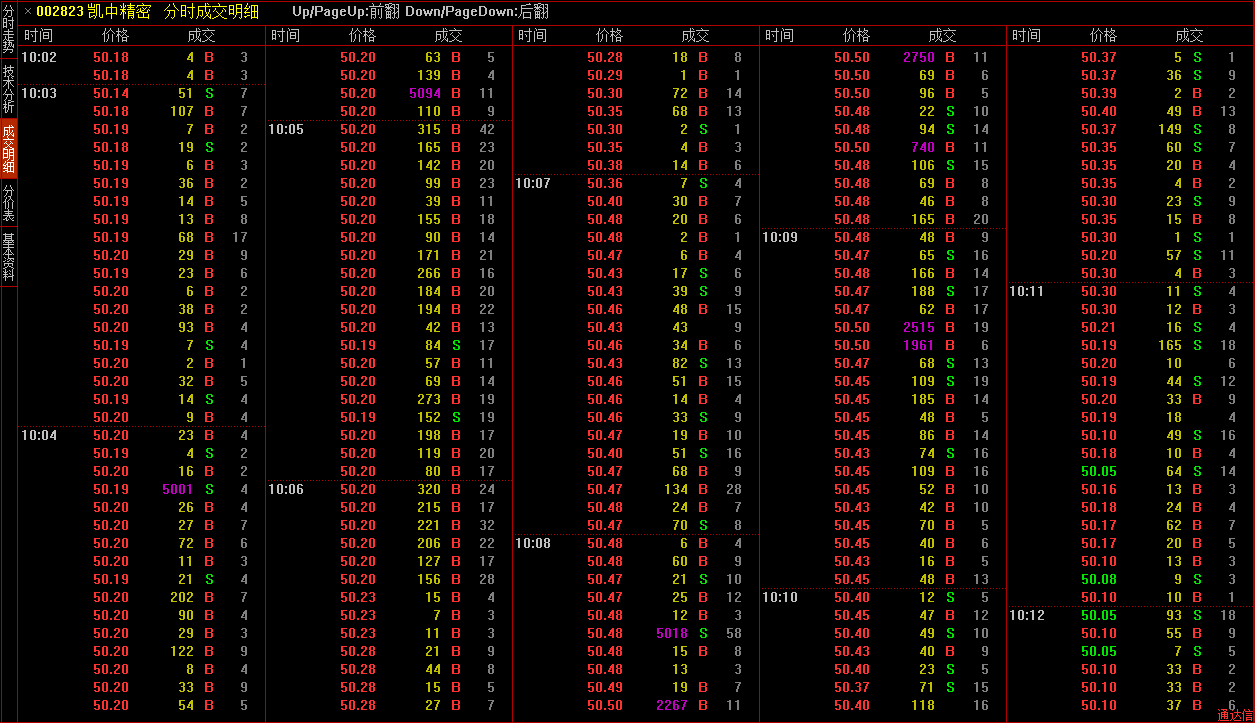 分时走势
技术分析
成交明细
分价表
基本资料
× 002823 凯中精密 分时成交明细 Up/PageUp:前翻 Down/PageDown:后翻
时间 价格 成交 时间 价格 成交 时间 价格 成交 时间 价格 成交 时间 价格 成交
10:02 50.18 4 B 3 50.20 63 B 5 50.28 18 B 8 50.50 2750 B 11 50.37 5 S 1
50.18 4 B 3 50.20 139 B 4 50.29 1 B 1 50.50 69 B 6 50.37 36 S 9
10:03 50.14 51 S 7 50.20 5094 B 11 50.30 72 B 14 50.50 96 B 5 50.39 2 B 2
50.18 107 B 7 50.20 110 B 9 50.35 68 B 13 50.48 22 S 10 50.40 49 B 13
50.19 7 B 2 10:05 50.20 315 B 42 50.30 2 S 1 50.48 94 S 14 50.37 149 S 8
50.18 19 S 2 50.20 165 B 23 50.35 4 B 3 50.48 740 B 11 50.35 60 S 7
50.19 6 B 3 50.20 142 B 20 50.38 14 B 6 50.48 106 S 15 50.35 20 B 4
50.19 36 B 2 50.20 99 B 23 10:07 50.36 7 S 4 50.48 69 B 8 50.35 4 B 2
50.19 14 B 5 50.20 39 B 11 50.40 30 B 7 50.48 46 B 8 50.30 23 S 9
50.19 13 B 8 50.20 155 B 18 50.48 20 B 6 50.48 165 B 20 50.35 15 B 8
50.19 68 B 17 50.20 90 B 14 50.48 2 B 1 10:09 50.48 48 B 9 50.30 1 S 1
50.20 29 B 9 50.20 171 B 21 50.47 6 B 4 50.47 65 S 16 50.20 57 S 11
50.19 23 B 6 50.20 266 B 16 50.43 17 S 6 50.48 166 B 14 50.30 4 B 3
50.20 6 B 2 50.20 184 B 20 50.43 39 S 9 50.47 188 S 17 10:11 50.30 11 S 4
50.20 38 B 2 50.20 194 B 22 50.46 48 B 15 50.47 62 B 17 50.30 12 B 3
50.20 93 B 4 50.20 42 B 13 50.43 43 9 50.50 2515 B 19 50.21 16 S 4
50.19 7 S 4 50.19 84 S 17 50.46 34 B 6 50.50 1961 B 6 50.19 165 S 18
50.20 2 B 1 50.20 57 B 11 50.43 82 S 13 50.47 68 S 13 50.20 10 6
50.20 32 B 5 50.20 69 B 14 50.46 51 B 15 50.45 109 S 19 50.19 44 S 12
50.19 14 S 4 50.20 273 B 19 50.46 14 B 4 50.45 185 B 14 50.20 33 B 9
50.20 9 B 4 50.19 152 S 19 50.46 33 S 9 50.45 48 B 5 50.19 18 4
10:04 50.20 23 B 4 50.20 198 B 17 50.47 19 B 10 50.45 86 B 14 50.10 49 S 16
50.19 4 S 2 50.20 119 B 20 50.40 51 S 16 50.43 74 S 16 50.18 10 B 4
50.20 16 B 2 50.20 80 B 17 50.47 68 B 9 50.45 109 B 16 50.05 64 S 14
50.19 5001 S 4 10:06 50.20 320 B 24 50.47 134 B 28 50.45 52 B 10 50.16 13 B 3
50.20 26 B 4 50.20 215 B 17 50.48 24 B 7 50.43 42 B 10 50.18 24 B 4
50.20 27 B 7 50.20 221 B 32 50.47 70 S 8 50.45 70 B 5 50.17 62 B 7
50.20 72 B 6 50.20 206 B 22 10:08 50.48 6 B 4 50.45 40 B 6 50.17 20 B 5
50.20 11 B 3 50.20 127 B 17 50.48 60 B 9 50.43 16 B 5 50.10 13 B 3
50.19 21 S 4 50.20 156 B 28 50.47 21 S 10 50.45 48 B 13 50.08 9 S 3
50.20 202 B 7 50.23 15 B 4 50.47 25 B 12 10:10 50.40 12 S 5 50.10 10 B 1
50.20 90 B 4 50.23 7 B 3 50.48 12 B 3 50.45 47 B 12 10:12 50.05 93 S 18
50.20 29 B 3 50.23 11 B 3 50.48 5018 S 58 50.40 49 S 10 50.10 55 B 9
50.20 122 B 9 50.28 21 B 9 50.48 15 B 8 50.43 40 B 9 50.05 7 S 5
50.20 8 B 4 50.28 44 B 8 50.48 13 3 50.40 23 S 5 50.10 33 B 2
50.20 33 B 9 50.28 15 B 5 50.49 19 B 7 50.37 71 S 15 50.10 33 B 2
50.20 54 B 5 50.28 27 B 7 50.50 2267 B 11 50.40 118 16 50.10 37 B 6
通达信